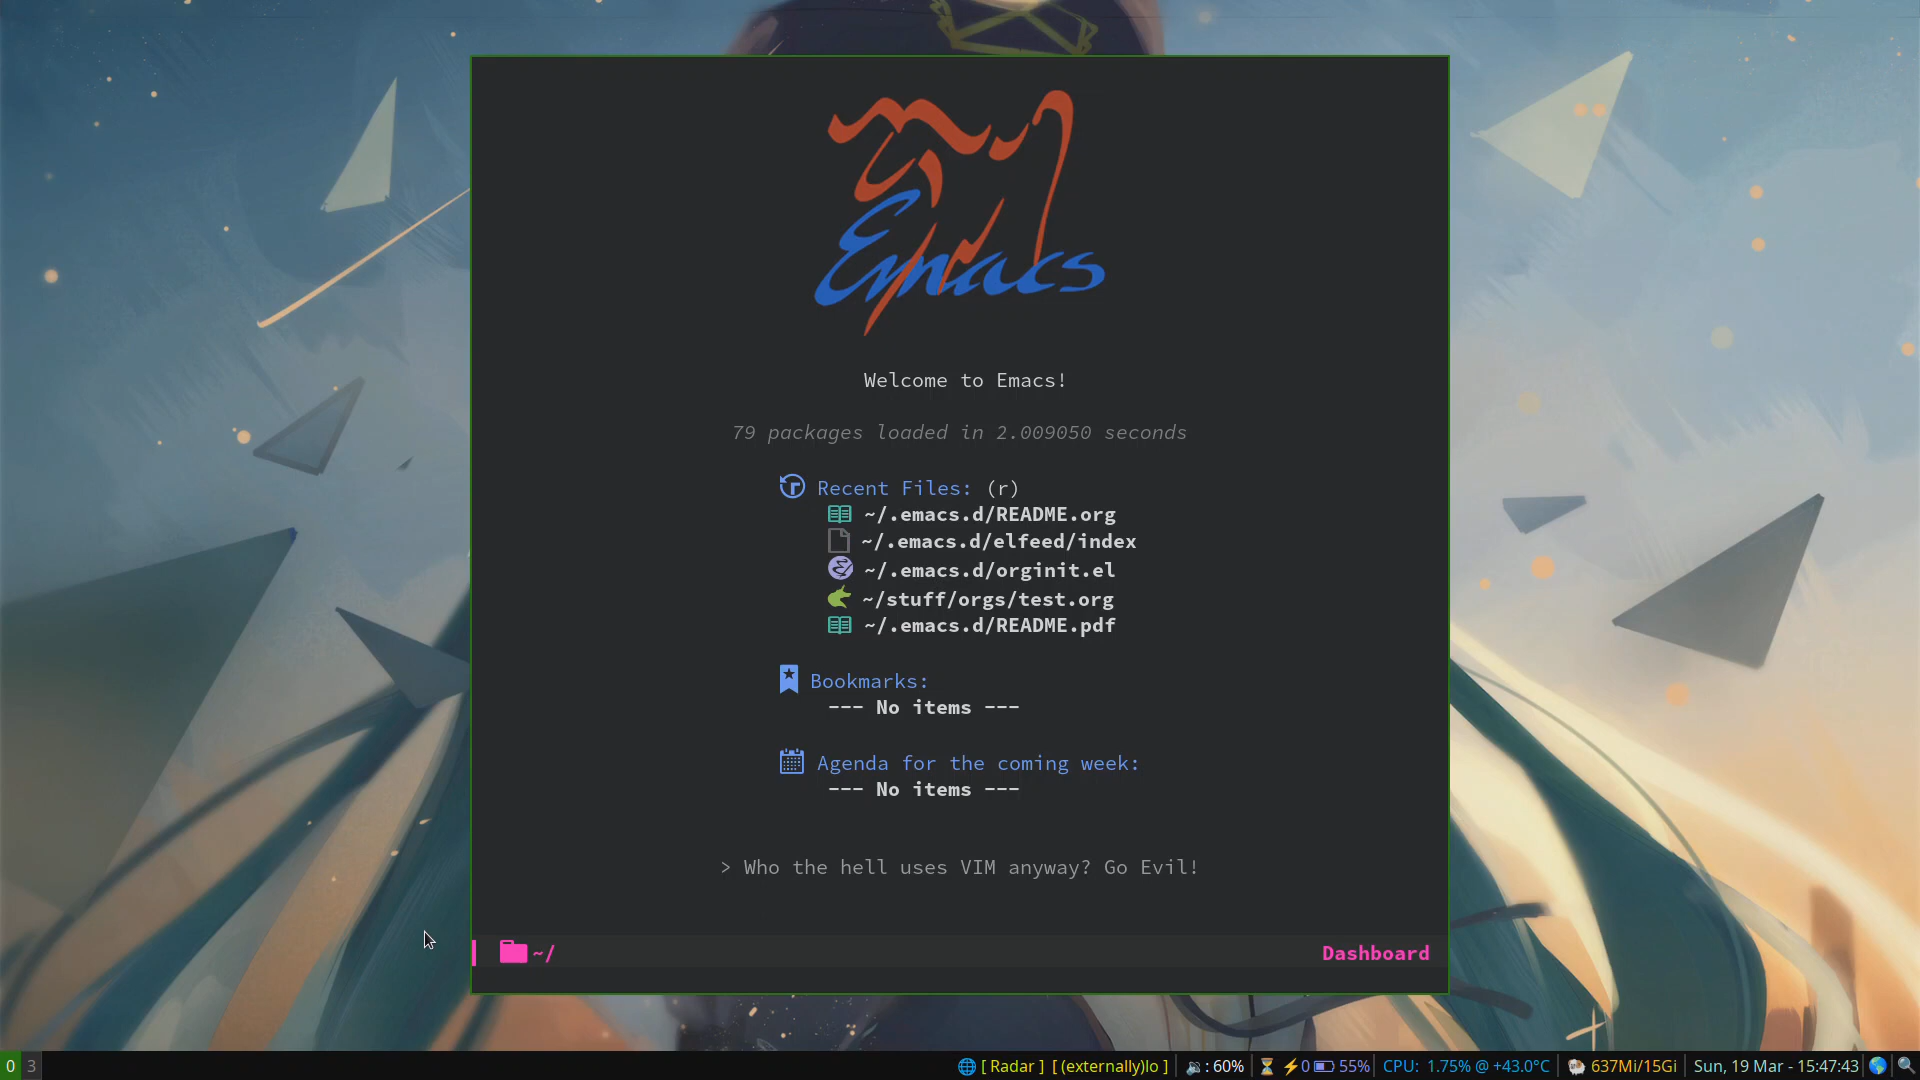 Emacs
Welcome to Emacs!
79 packages loaded in 2.009050 seconds
Recent Files: (r)
~/.emacs.d/README.org
~/.emacs.d/elfeed/index
~/.emacs.d/orginit.el
~/stuff/orgs/test.org
~/.emacs.d/README.pdf
Bookmarks:
--- No items ---
Agenda for the coming week:
--- No items ---
> Who the hell uses VIM anyway? Go Evil!
~/ Dashboard
0 3 [ Radar ] [ (externally)lo ] : 60% 0 55% CPU: 1.75% @ +43.0°C 637Mi/15Gi Sun, 19 Mar - 15:47:43